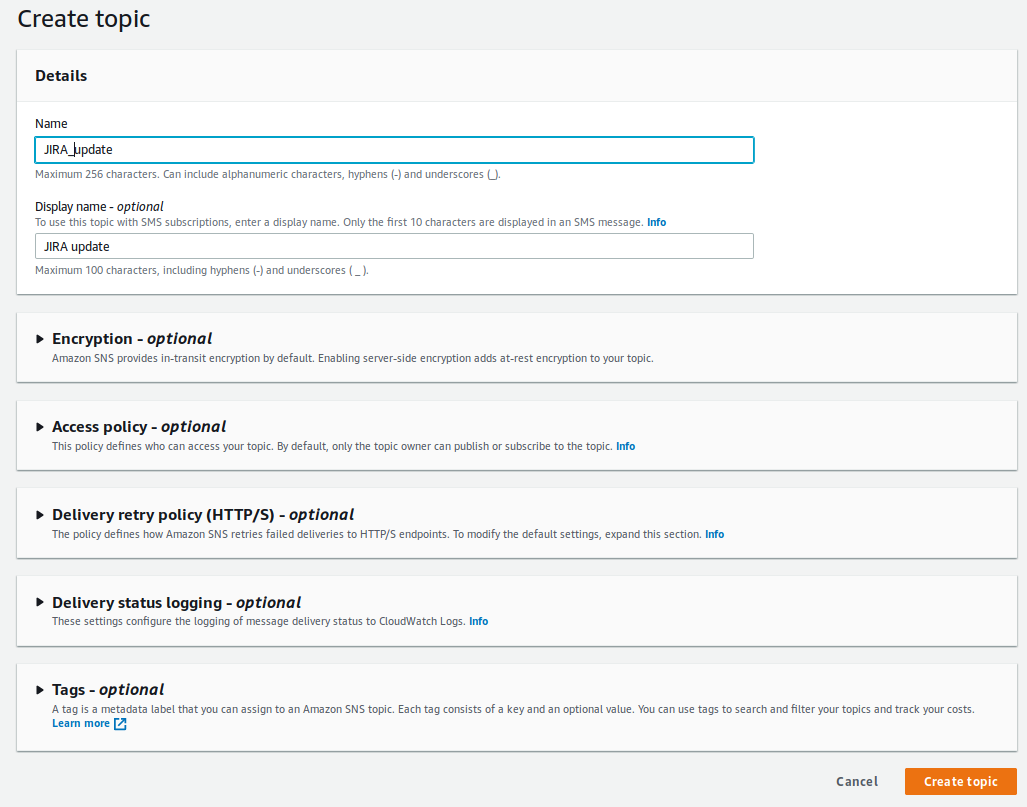 Create topic
Details
Name
JIRA_update
Maximum 256 characters. Can include alphanumeric characters, hyphens (-) and underscores (_).
Display name - optional
To use this topic with SMS subscriptions, enter a display name. Only the first 10 characters are displayed in an SMS message. Info
JIRA update
Maximum 100 characters, including hyphens (-) and underscores ( _ ).
Encryption - optional
Amazon SNS provides in-transit encryption by default. Enabling server-side encryption adds at-rest encryption to your topic.
Access policy - optional
This policy defines who can access your topic. By default, only the topic owner can publish or subscribe to the topic. Info
Delivery retry policy (HTTP/S) - optional
The policy defines how Amazon SNS retries failed deliveries to HTTP/S endpoints. To modify the default settings, expand this section. Info
Delivery status logging - optional
These settings configure the logging of message delivery status to CloudWatch Logs. Info
Tags - optional
A tag is a metadata label that you can assign to an Amazon SNS topic. Each tag consists of a key and an optional value. You can use tags to search and filter your topics and track your costs.
Learn more
Cancel
Create topic